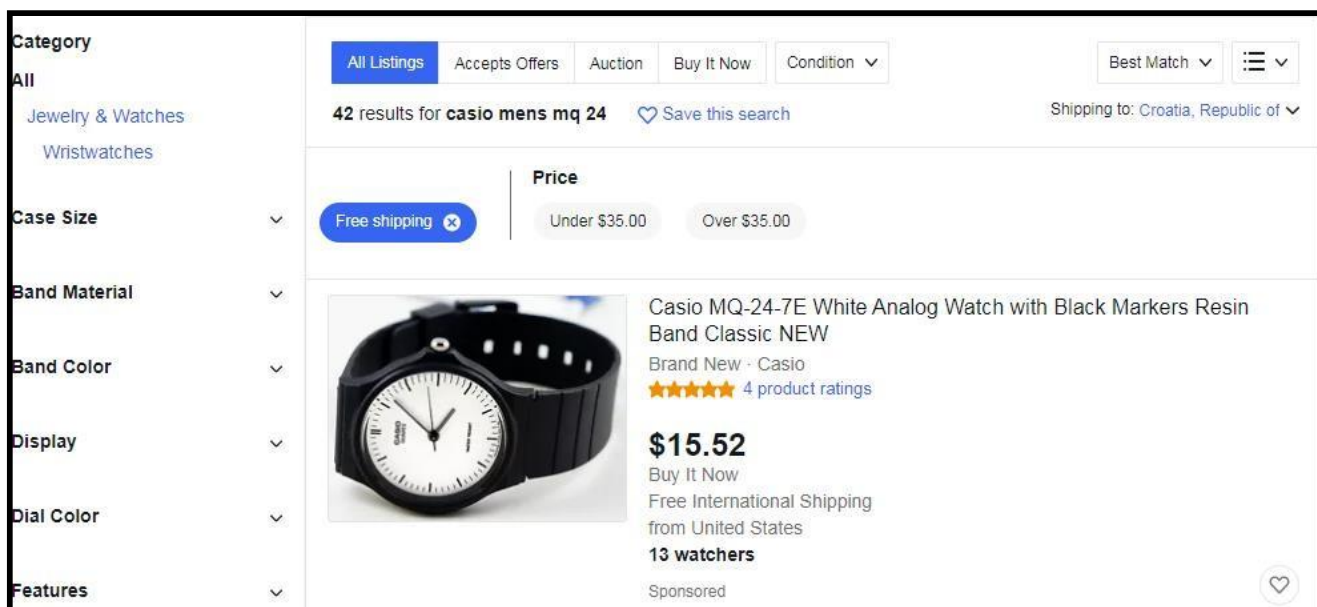 Category
All
Jewelry & Watches
Wristwatches
Case Size
Band Material
Band Color
Display
Dial Color
Features
All Listings
Accepts Offers
Auction
Buy It Now
Condition
Best Match
42 results for casio mens mq 24
Save this search
Shipping to: Croatia, Republic of
Price
Free shipping
Under $35.00
Over $35.00
CASIO
Casio MQ-24-7E White Analog Watch with Black Markers Resin
Band Classic NEW
Brand New · Casio
4 product ratings
$15.52
Buy It Now
Free International Shipping
from United States
13 watchers
Sponsored